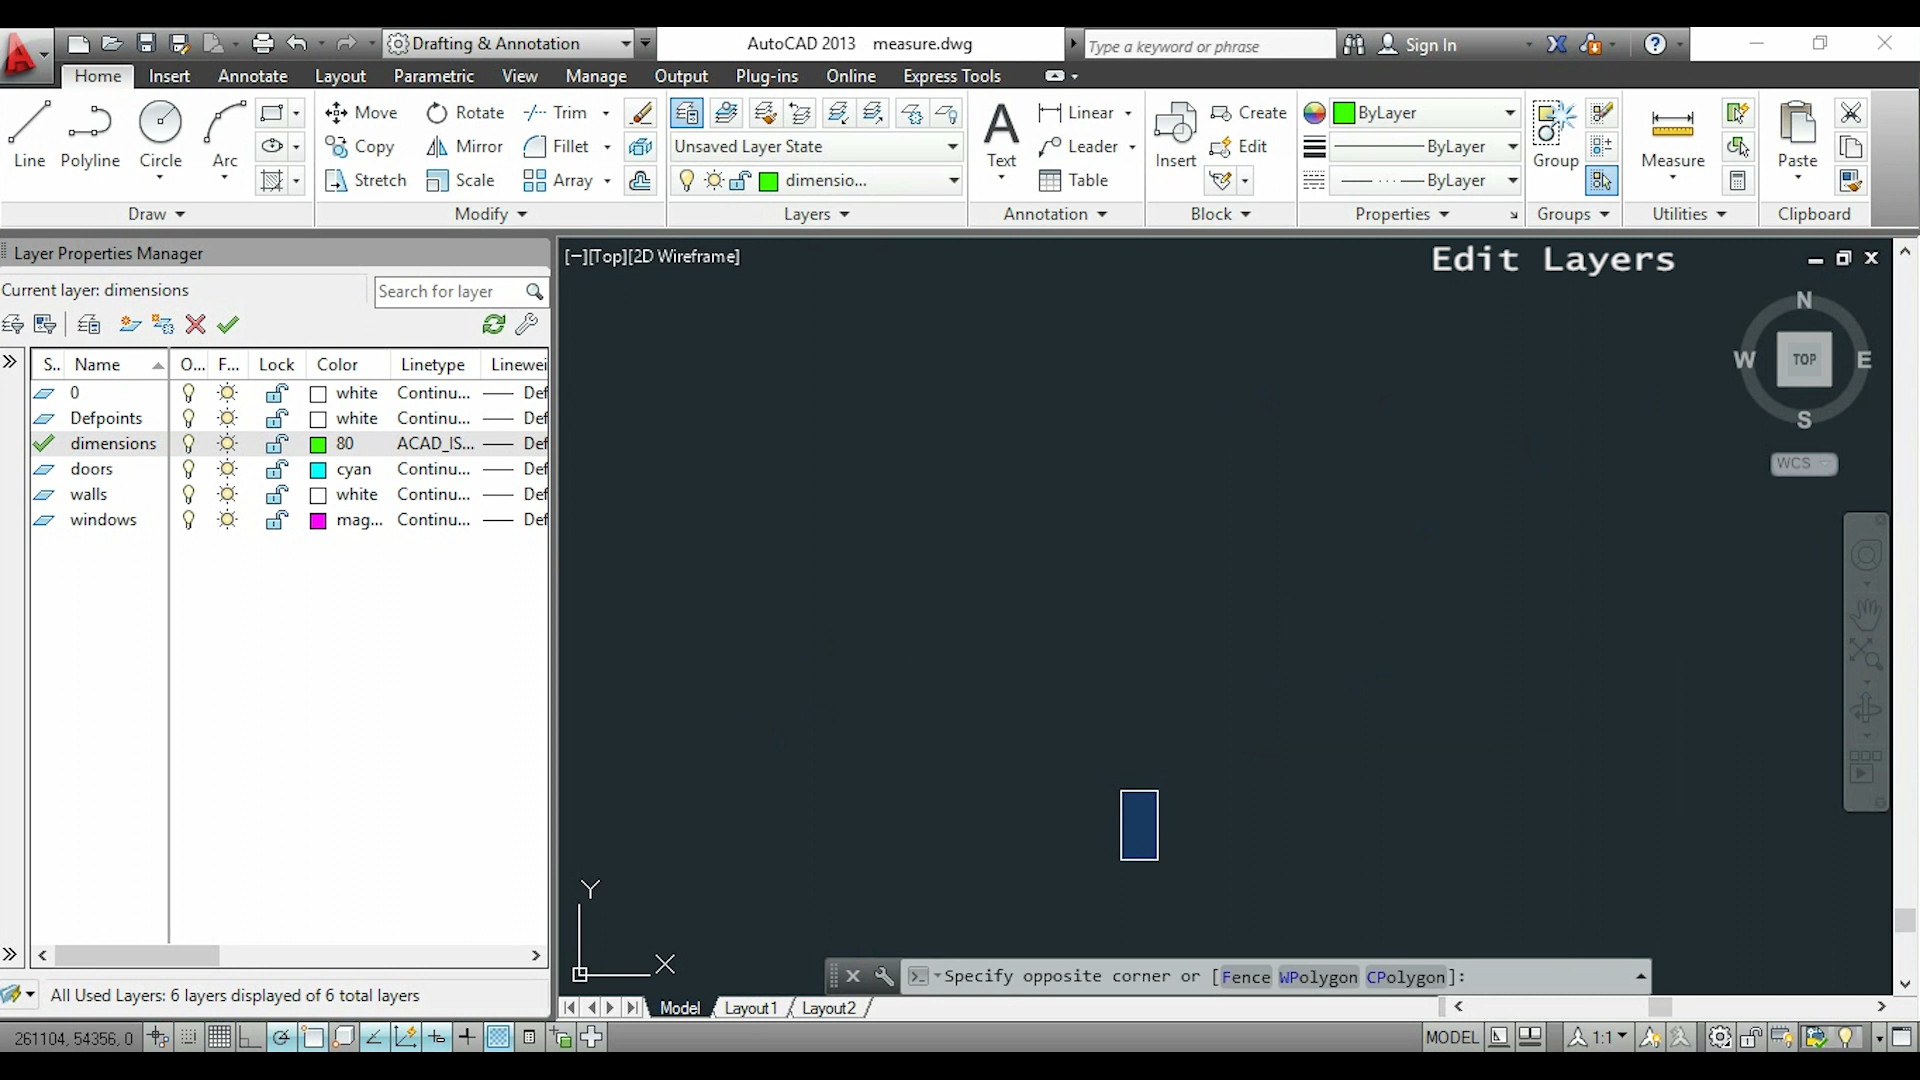 Drafting & Annotation
AutoCAD 2013 measure.dwg
Type a keyword or phrase
Sign In
Home Insert Annotate Layout Parametric View Manage Output Plug-ins Online Express Tools
Move Rotate Trim Linear Create ByLayer
Unsaved Layer State
Line Polyline Circle Arc Copy Mirror Fillet Text Leader Insert Edit ByLayer Group Measure Paste
Stretch Scale Array dimensio... Table ByLayer
Draw Modify Layers Annotation Block Properties Groups Utilities Clipboard
Layer Properties Manager
[−][Top][2D Wireframe]
Edit Layers
Current layer: dimensions
Search for layer
S.. Name O... F... Lock Color Linetype Linewei
0 white Continu... Def
Defpoints white Continu... Def
dimensions 80 ACAD_IS... Def
doors cyan Continu... Def
walls white Continu... Def
windows mag... Continu... Def
N
W TOP E
S
WCS
Y
X
Specify opposite corner or [Fence WPolygon CPolygon]:
All Used Layers: 6 layers displayed of 6 total layers
Model Layout1 Layout2
261104, 54356, 0
MODEL
1:1